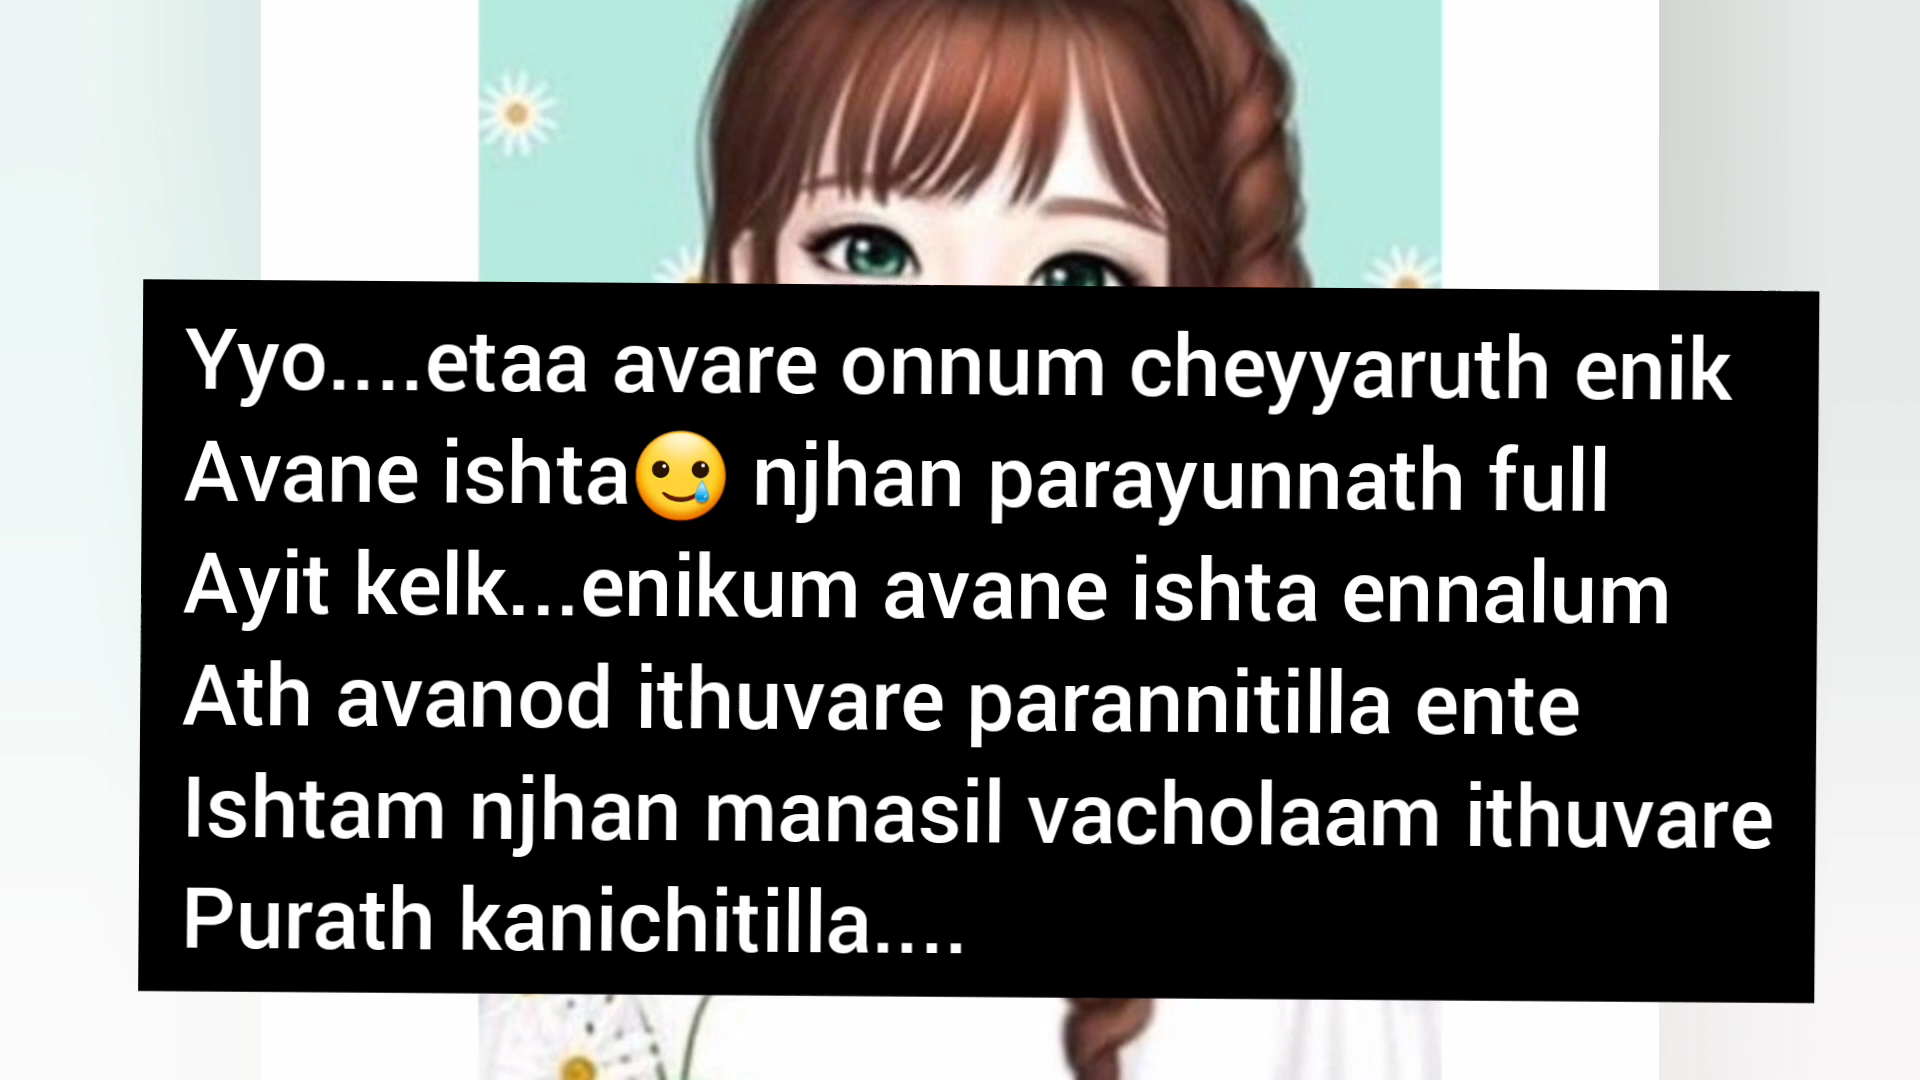 Yyo....etaa avare onnum cheyyaruth enik
Avane ishta🥲 njhan parayunnath full
Ayit kelk...enikum avane ishta ennalum
Ath avanod ithuvare parannitilla ente
Ishtam njhan manasil vacholaam ithuvare
Purath kanichitilla....